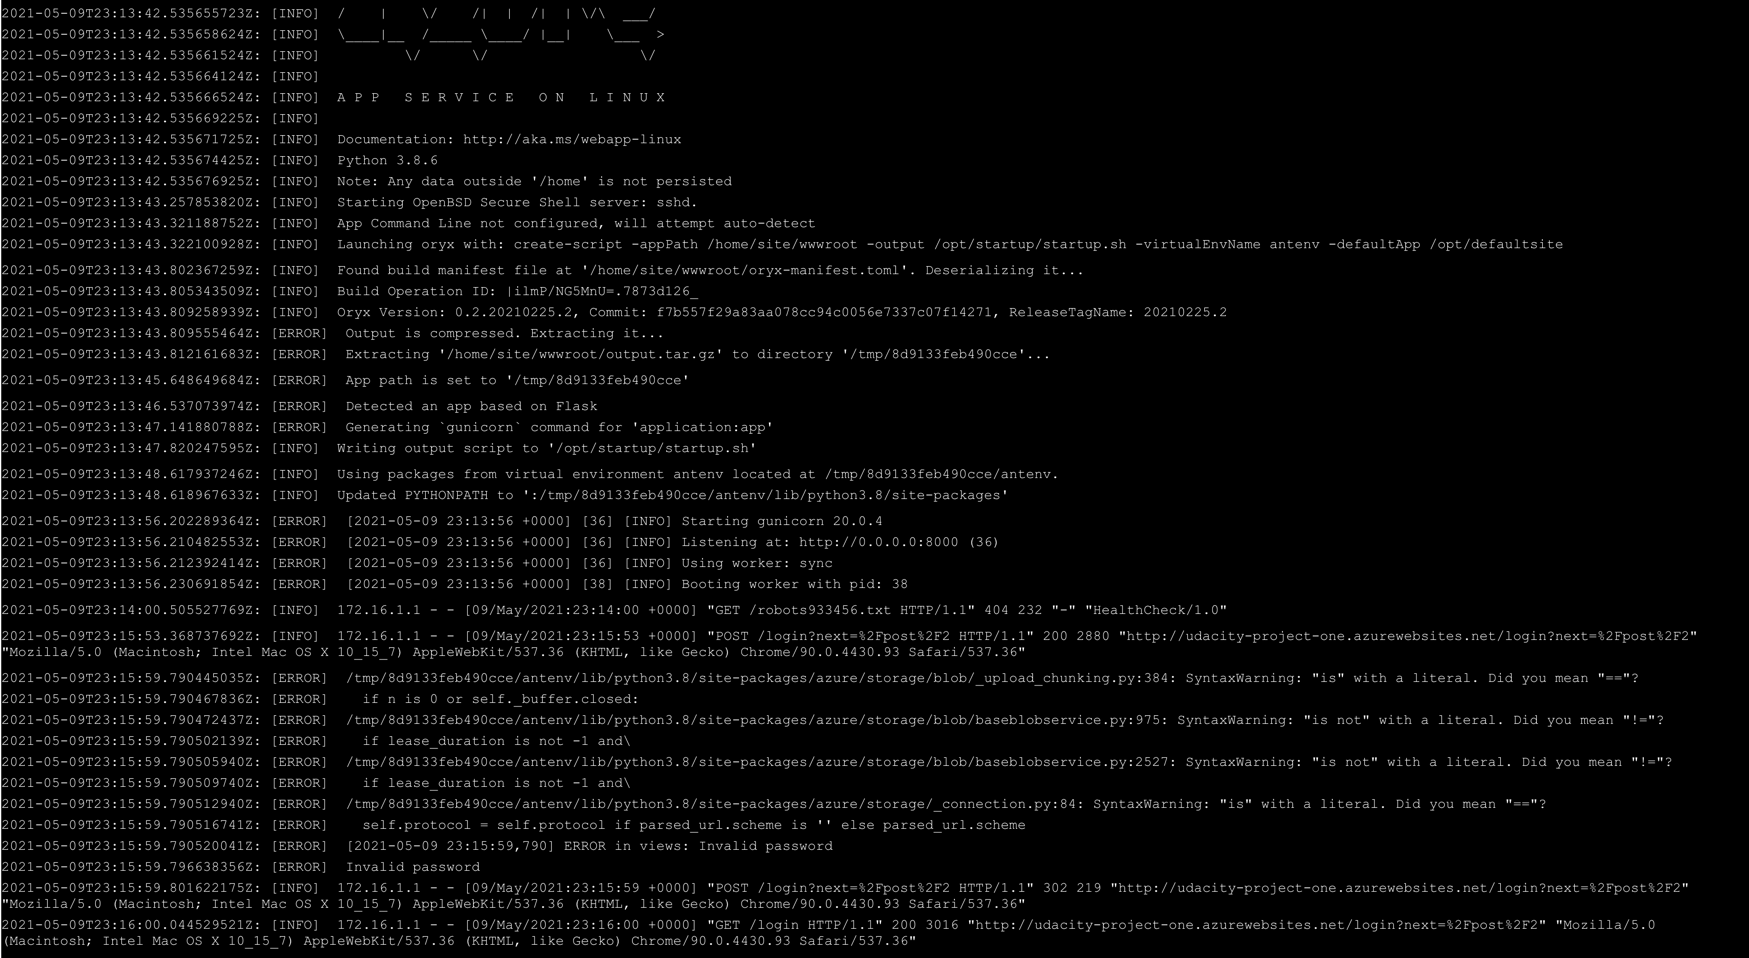 2021-05-09T23:13:42.535655723Z: [INFO]  /    |    \/    /|  |  /|  | \/\  ___/
2021-05-09T23:13:42.535658624Z: [INFO]  \____|__  /_____ \____/ |__|    \___  >
2021-05-09T23:13:42.535661524Z: [INFO]          \/      \/                  \/
2021-05-09T23:13:42.535664124Z: [INFO]
2021-05-09T23:13:42.535666524Z: [INFO]  A P P   S E R V I C E   O N   L I N U X
2021-05-09T23:13:42.535669225Z: [INFO]
2021-05-09T23:13:42.535671725Z: [INFO]  Documentation: http://aka.ms/webapp-linux
2021-05-09T23:13:42.535674425Z: [INFO]  Python 3.8.6
2021-05-09T23:13:42.535676925Z: [INFO]  Note: Any data outside '/home' is not persisted
2021-05-09T23:13:43.257853820Z: [INFO]  Starting OpenBSD Secure Shell server: sshd.
2021-05-09T23:13:43.321188752Z: [INFO]  App Command Line not configured, will attempt auto-detect
2021-05-09T23:13:43.322100928Z: [INFO]  Launching oryx with: create-script -appPath /home/site/wwwroot -output /opt/startup/startup.sh -virtualEnvName antenv -defaultApp /opt/defaultsite
2021-05-09T23:13:43.802367259Z: [INFO]  Found build manifest file at '/home/site/wwwroot/oryx-manifest.toml'. Deserializing it...
2021-05-09T23:13:43.805343509Z: [INFO]  Build Operation ID: |ilmP/NG5MnU=.7873d126_
2021-05-09T23:13:43.809258939Z: [INFO]  Oryx Version: 0.2.20210225.2, Commit: f7b557f29a83aa078cc94c0056e7337c07f14271, ReleaseTagName: 20210225.2
2021-05-09T23:13:43.809555464Z: [ERROR]  Output is compressed. Extracting it...
2021-05-09T23:13:43.812161683Z: [ERROR]  Extracting '/home/site/wwwroot/output.tar.gz' to directory '/tmp/8d9133feb490cce'...
2021-05-09T23:13:45.648649684Z: [ERROR]  App path is set to '/tmp/8d9133feb490cce'
2021-05-09T23:13:46.537073974Z: [ERROR]  Detected an app based on Flask
2021-05-09T23:13:47.141880788Z: [ERROR]  Generating `gunicorn` command for 'application:app'
2021-05-09T23:13:47.820247595Z: [INFO]  Writing output script to '/opt/startup/startup.sh'
2021-05-09T23:13:48.617937246Z: [INFO]  Using packages from virtual environment antenv located at /tmp/8d9133feb490cce/antenv.
2021-05-09T23:13:48.618967633Z: [INFO]  Updated PYTHONPATH to ':/tmp/8d9133feb490cce/antenv/lib/python3.8/site-packages'
2021-05-09T23:13:56.202289364Z: [ERROR]  [2021-05-09 23:13:56 +0000] [36] [INFO] Starting gunicorn 20.0.4
2021-05-09T23:13:56.210482553Z: [ERROR]  [2021-05-09 23:13:56 +0000] [36] [INFO] Listening at: http://0.0.0.0:8000 (36)
2021-05-09T23:13:56.212392414Z: [ERROR]  [2021-05-09 23:13:56 +0000] [36] [INFO] Using worker: sync
2021-05-09T23:13:56.230691854Z: [ERROR]  [2021-05-09 23:13:56 +0000] [38] [INFO] Booting worker with pid: 38
2021-05-09T23:14:00.505527769Z: [INFO]  172.16.1.1 - - [09/May/2021:23:14:00 +0000] "GET /robots933456.txt HTTP/1.1" 404 232 "-" "HealthCheck/1.0"
2021-05-09T23:15:53.368737692Z: [INFO]  172.16.1.1 - - [09/May/2021:23:15:53 +0000] "POST /login?next=%2Fpost%2F2 HTTP/1.1" 200 2880 "http://udacity-project-one.azurewebsites.net/login?next=%2Fpost%2F2"
"Mozilla/5.0 (Macintosh; Intel Mac OS X 10_15_7) AppleWebKit/537.36 (KHTML, like Gecko) Chrome/90.0.4430.93 Safari/537.36"
2021-05-09T23:15:59.790445035Z: [ERROR]  /tmp/8d9133feb490cce/antenv/lib/python3.8/site-packages/azure/storage/blob/_upload_chunking.py:384: SyntaxWarning: "is" with a literal. Did you mean "=="?
2021-05-09T23:15:59.790467836Z: [ERROR]    if n is 0 or self._buffer.closed:
2021-05-09T23:15:59.790472437Z: [ERROR]  /tmp/8d9133feb490cce/antenv/lib/python3.8/site-packages/azure/storage/blob/baseblobservice.py:975: SyntaxWarning: "is not" with a literal. Did you mean "!="?
2021-05-09T23:15:59.790502139Z: [ERROR]    if lease_duration is not -1 and\
2021-05-09T23:15:59.790505940Z: [ERROR]  /tmp/8d9133feb490cce/antenv/lib/python3.8/site-packages/azure/storage/blob/baseblobservice.py:2527: SyntaxWarning: "is not" with a literal. Did you mean "!="?
2021-05-09T23:15:59.790509740Z: [ERROR]    if lease_duration is not -1 and\
2021-05-09T23:15:59.790512940Z: [ERROR]  /tmp/8d9133feb490cce/antenv/lib/python3.8/site-packages/azure/storage/_connection.py:84: SyntaxWarning: "is" with a literal. Did you mean "=="?
2021-05-09T23:15:59.790516741Z: [ERROR]    self.protocol = self.protocol if parsed_url.scheme is '' else parsed_url.scheme
2021-05-09T23:15:59.790520041Z: [ERROR]  [2021-05-09 23:15:59,790] ERROR in views: Invalid password
2021-05-09T23:15:59.796638356Z: [ERROR]  Invalid password
2021-05-09T23:15:59.801622175Z: [INFO]  172.16.1.1 - - [09/May/2021:23:15:59 +0000] "POST /login?next=%2Fpost%2F2 HTTP/1.1" 302 219 "http://udacity-project-one.azurewebsites.net/login?next=%2Fpost%2F2"
"Mozilla/5.0 (Macintosh; Intel Mac OS X 10_15_7) AppleWebKit/537.36 (KHTML, like Gecko) Chrome/90.0.4430.93 Safari/537.36"
2021-05-09T23:16:00.044529521Z: [INFO]  172.16.1.1 - - [09/May/2021:23:16:00 +0000] "GET /login HTTP/1.1" 200 3016 "http://udacity-project-one.azurewebsites.net/login?next=%2Fpost%2F2" "Mozilla/5.0
(Macintosh; Intel Mac OS X 10_15_7) AppleWebKit/537.36 (KHTML, like Gecko) Chrome/90.0.4430.93 Safari/537.36"